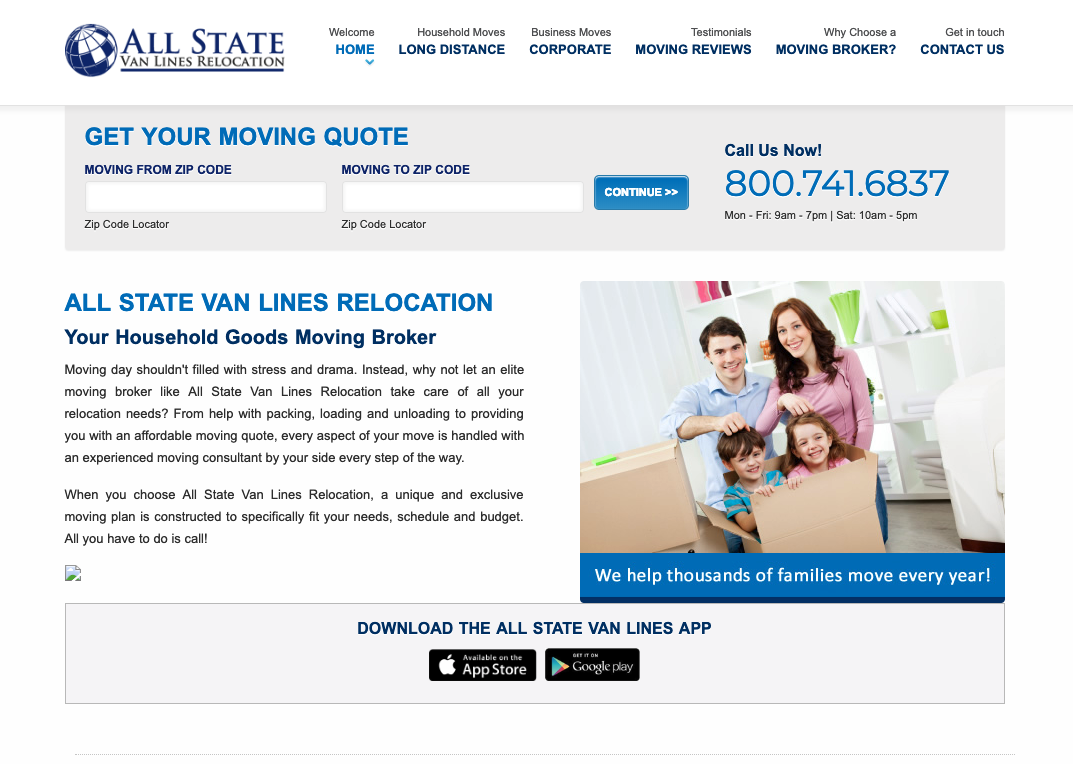 ALL STATE
VAN LINES RELOCATION
Welcome
HOME
Household Moves
LONG DISTANCE
Business Moves
CORPORATE
Testimonials
MOVING REVIEWS
Why Choose a
MOVING BROKER?
Get in touch
CONTACT US
GET YOUR MOVING QUOTE
MOVING FROM ZIP CODE
MOVING TO ZIP CODE
CONTINUE >>
Zip Code Locator
Zip Code Locator
Call Us Now!
800.741.6837
Mon - Fri: 9am - 7pm | Sat: 10am - 5pm
ALL STATE VAN LINES RELOCATION
Your Household Goods Moving Broker
Moving day shouldn't filled with stress and drama. Instead, why not let an elite
moving broker like All State Van Lines Relocation take care of all your
relocation needs? From help with packing, loading and unloading to providing
you with an affordable moving quote, every aspect of your move is handled with
an experienced moving consultant by your side every step of the way.
When you choose All State Van Lines Relocation, a unique and exclusive
moving plan is constructed to specifically fit your needs, schedule and budget.
All you have to do is call!
We help thousands of families move every year!
DOWNLOAD THE ALL STATE VAN LINES APP
Available on the
App Store
GET IT ON
Google play